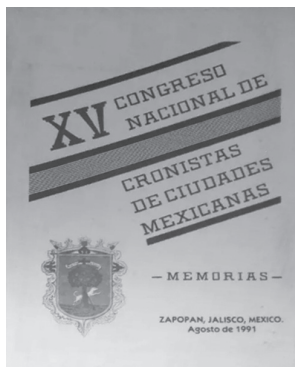 XV CONGRESO
NACIONAL DE
CRONISTAS
DE CIUDADES
MEXICANAS
—MEMORIAS—
ZAPOPAN, JALISCO, MEXICO.
Agosto de 1991